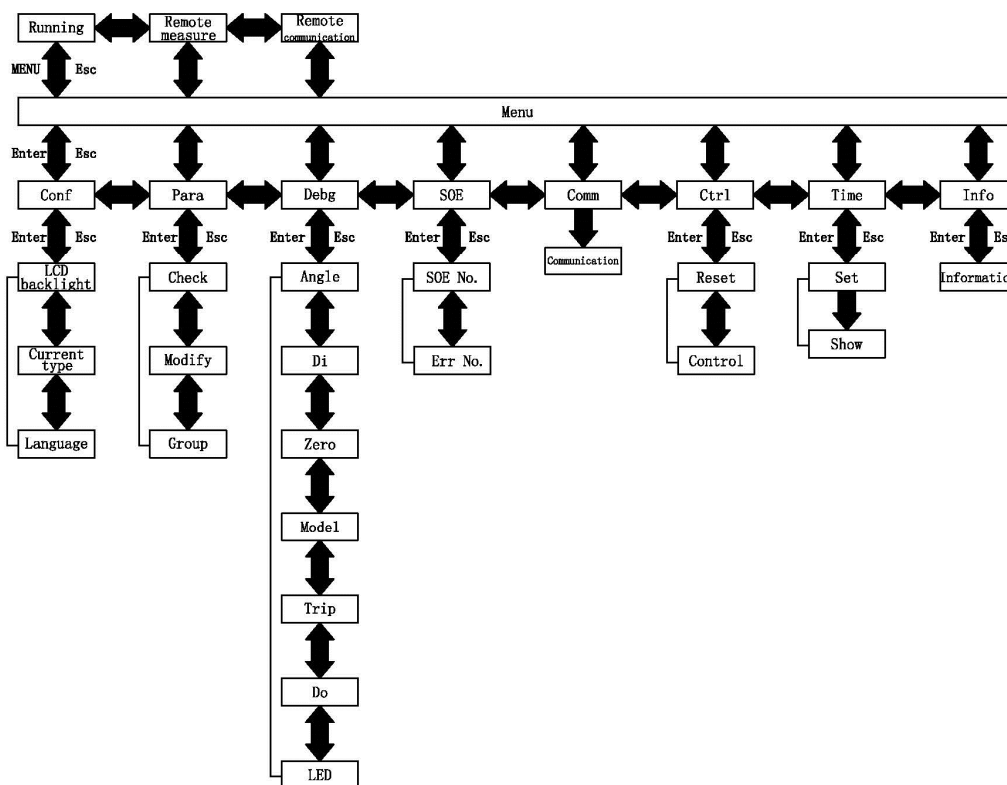 Running
Remote
measure
Remote
communication
MENU Esc
Menu
Enter Esc
Conf Para Debg SOE Comm Ctrl Time Info
Enter Esc Enter Esc Enter Esc Enter Esc Enter Esc Enter Esc Enter Es
LCD
backlight
Check
Angle
SOE No.
Communication
Reset
Set
Informatio
Current
type
Modify
Di
Err No.
Control
Show
Language
Group
Zero
Model
Trip
Do
LED